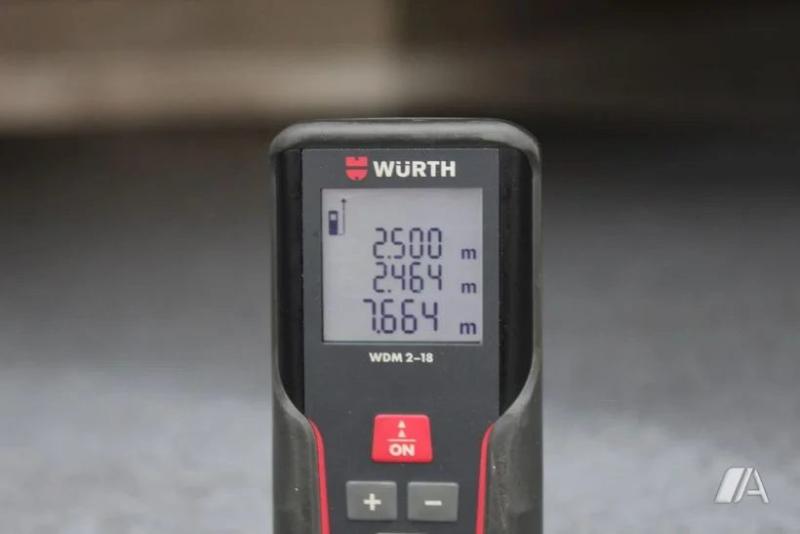 WÜRTH
2.500 m
2.464 m
7.664 m
WDM 2-18
ON
+ −